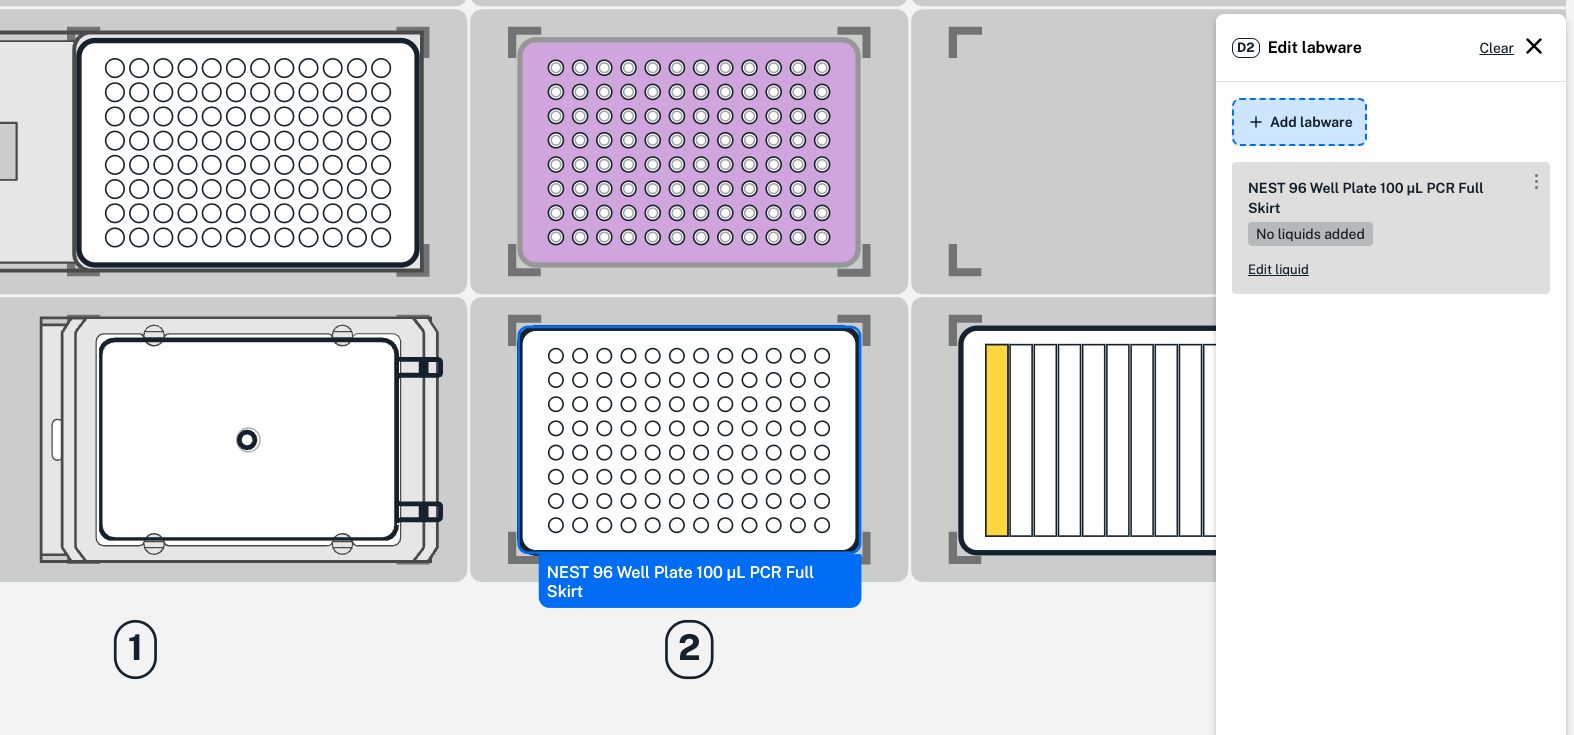 D2 Edit labware
Clear
+ Add labware
NEST 96 Well Plate 100 µL PCR Full
Skirt
No liquids added
Edit liquid
NEST 96 Well Plate 100 µL PCR Full
Skirt
1
2